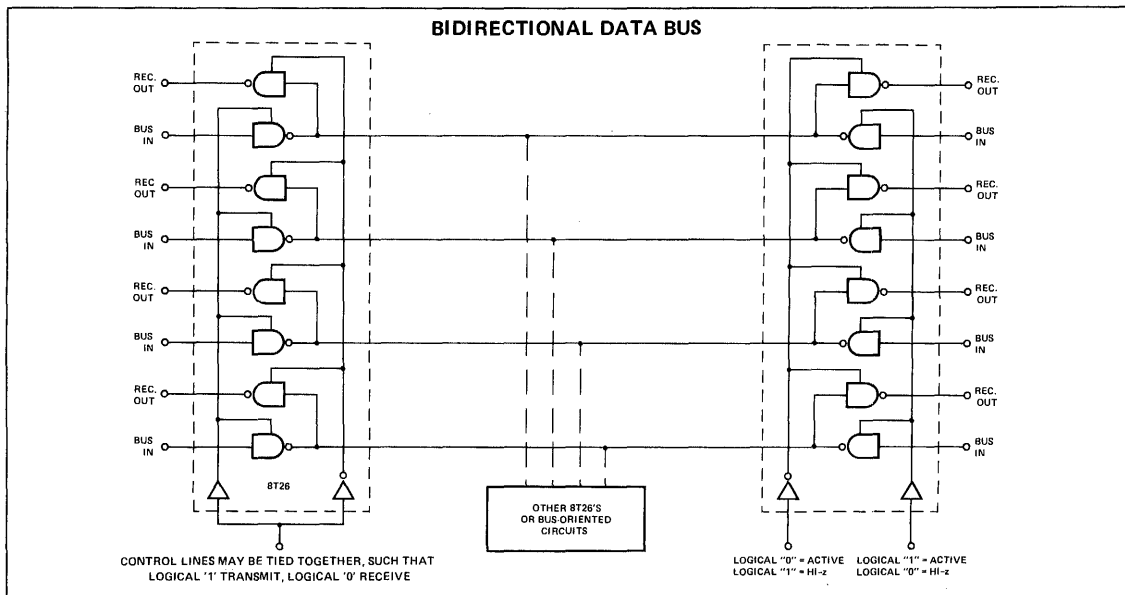 BIDIRECTIONAL DATA BUS
REC.
OUT
BUS
IN
REC
OUT
BUS
IN
REC.
OUT
BUS
IN
REC.
OUT
BUS
IN
8T26
CONTROL LINES MAY BE TIED TOGETHER, SUCH THAT
LOGICAL '1' TRANSMIT, LOGICAL '0' RECEIVE
OTHER 8T26'S
OR BUS-ORIENTED
CIRCUITS
REC.
OUT
BUS
IN
REC.
OUT
BUS
IN
REC.
OUT
BUS
IN
REC.
OUT
BUS
IN
LOGICAL "0" = ACTIVE
LOGICAL "1" = HI-z
LOGICAL "1" = ACTIVE
LOGICAL "0" = HI-z